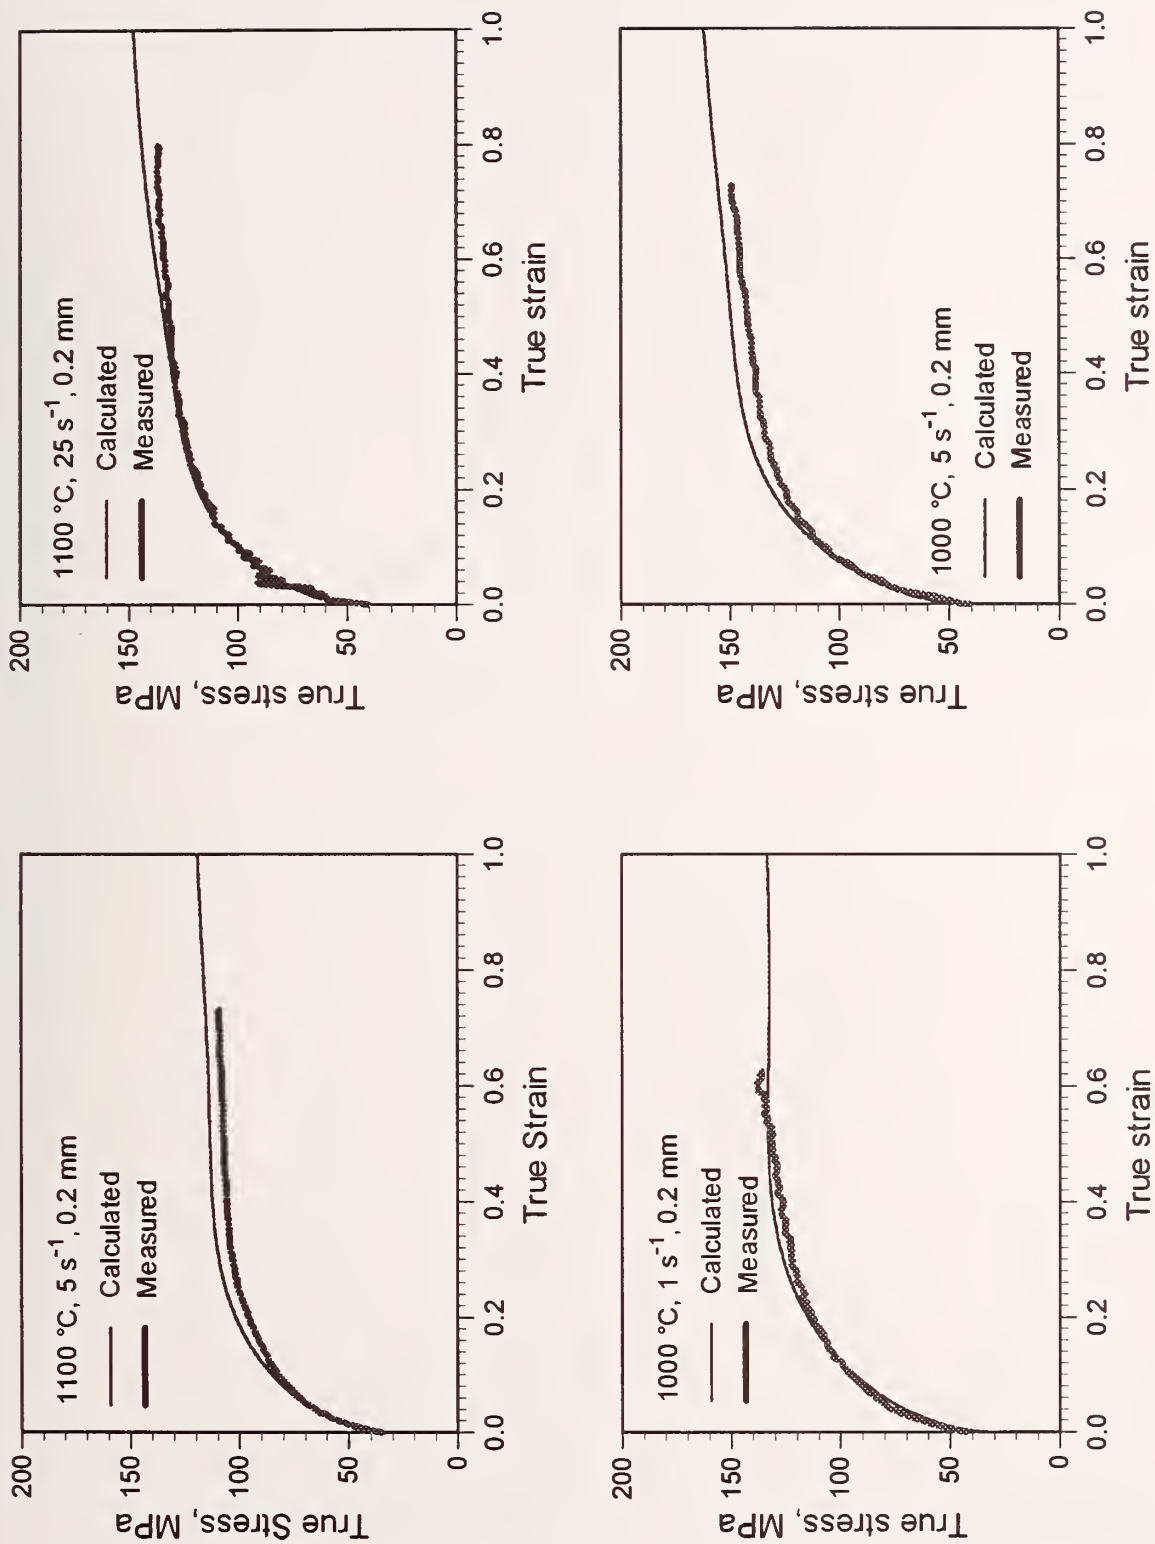 True Stress, MPa
200
150
100
50
0
1100 °C, 5 s⁻¹, 0.2 mm
Calculated
Measured
0.0 0.2 0.4 0.6 0.8 1.0
True Strain
True stress, MPa
200
150
100
50
0
1100 °C, 25 s⁻¹, 0.2 mm
Calculated
Measured
0.0 0.2 0.4 0.6 0.8 1.0
True strain
True stress, MPa
200
150
100
50
0
1000 °C, 1 s⁻¹, 0.2 mm
Calculated
Measured
0.0 0.2 0.4 0.6 0.8 1.0
True strain
True stress, MPa
200
150
100
50
0
1000 °C, 5 s⁻¹, 0.2 mm
Calculated
Measured
0.0 0.2 0.4 0.6 0.8 1.0
True strain